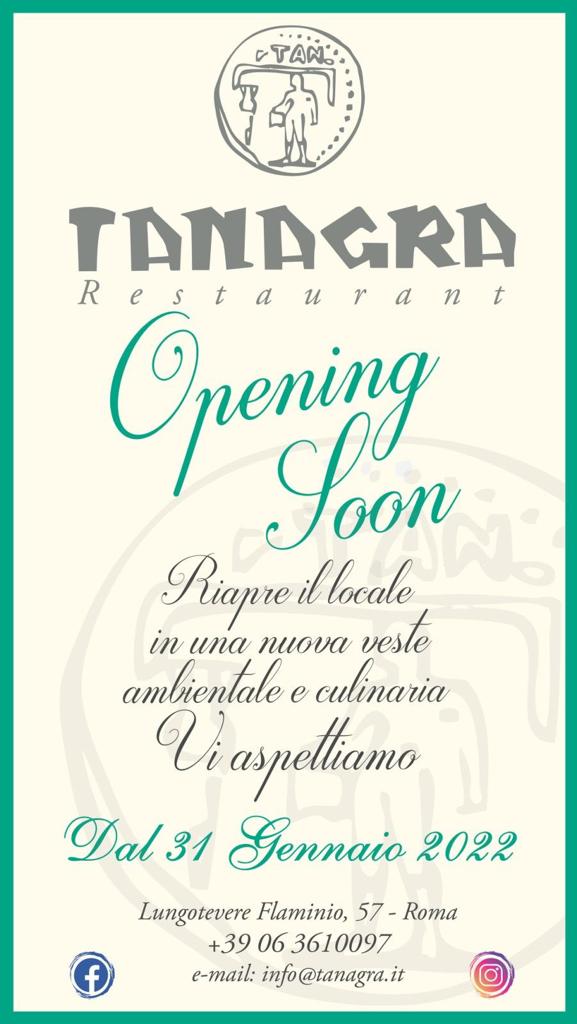 TAN.
TANAGRA
Restaurant
Opening
Soon
Riapre il locale
in una nuova veste
ambientale e culinaria
Vi aspettiamo
Dal 31 Gennaio 2022
Lungotevere Flaminio, 57 - Roma
+39 06 3610097
e-mail: info@tanagra.it